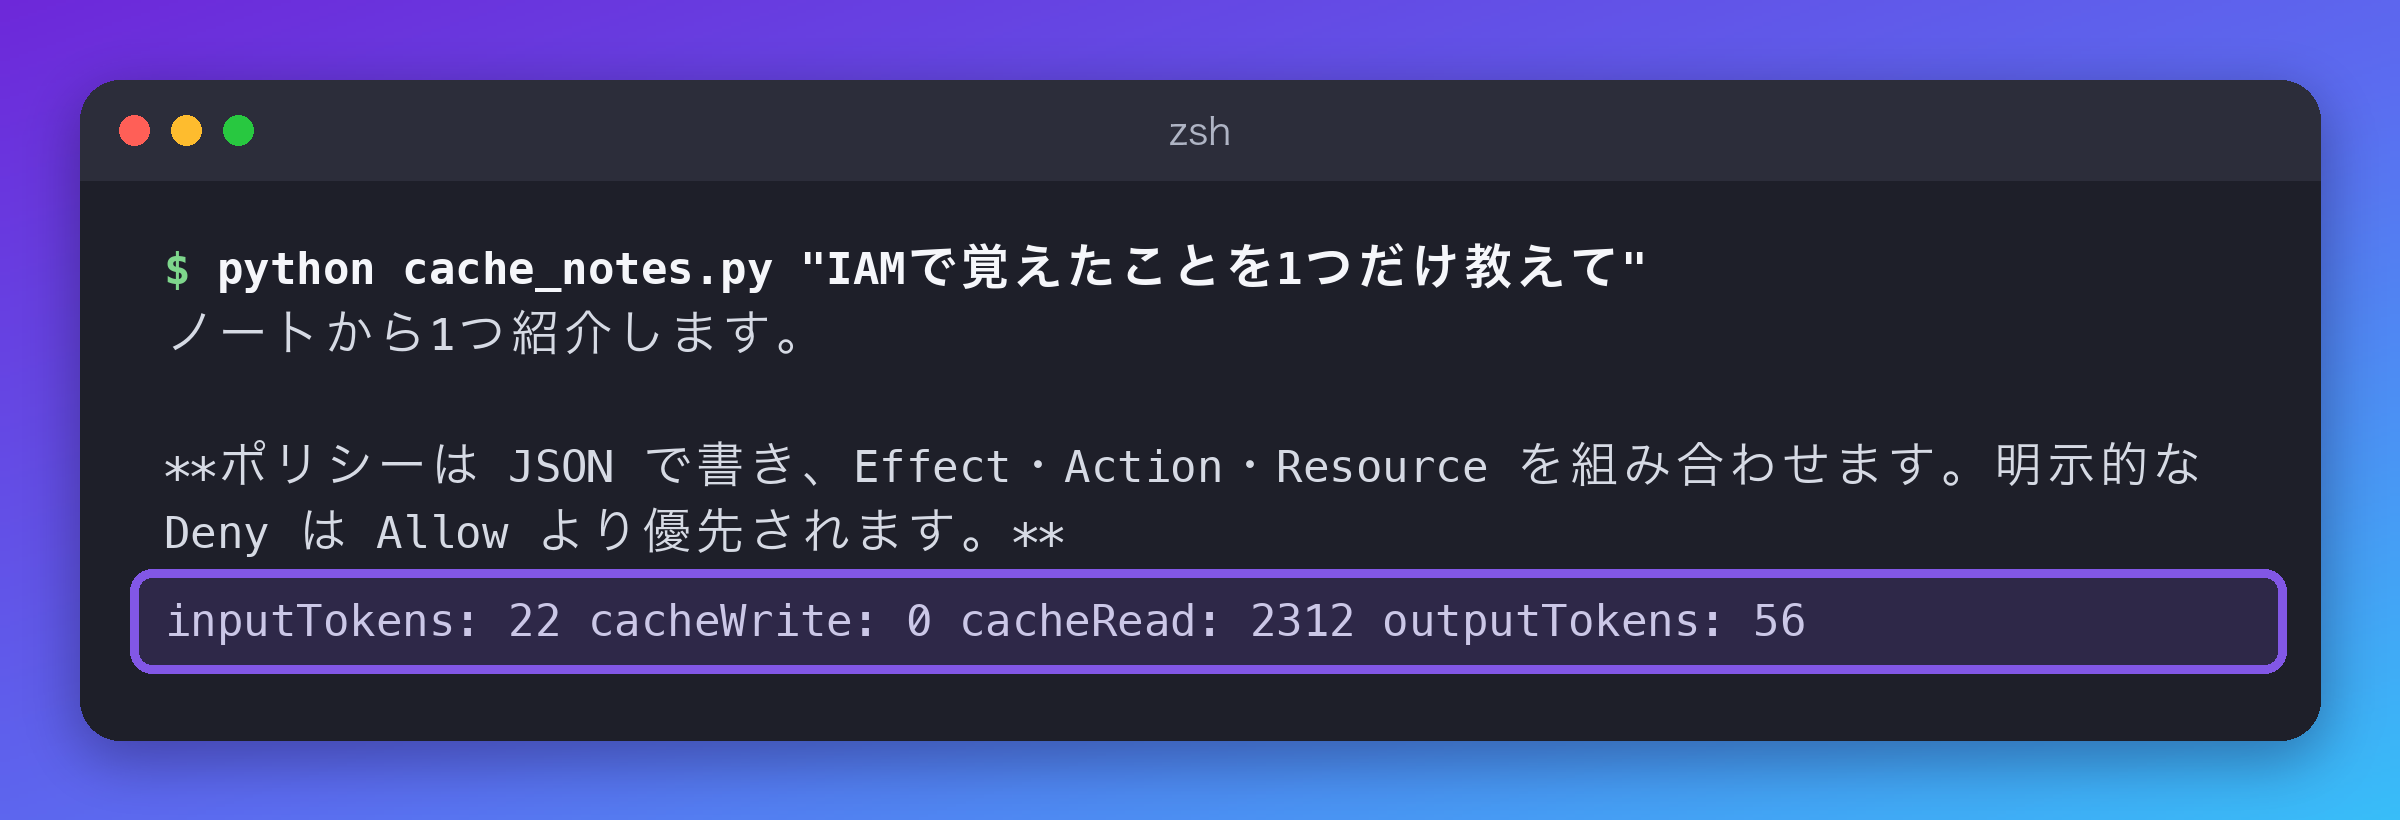 zsh
$ python cache_notes.py "IAMで覚えたことを1つだけ教えて"
ノートから1つ紹介します。
**ポリシーは JSON で書き、Effect・Action・Resource を組み合わせます。明示的な
Deny は Allow より優先されます。**
inputTokens: 22 cacheWrite: 0 cacheRead: 2312 outputTokens: 56